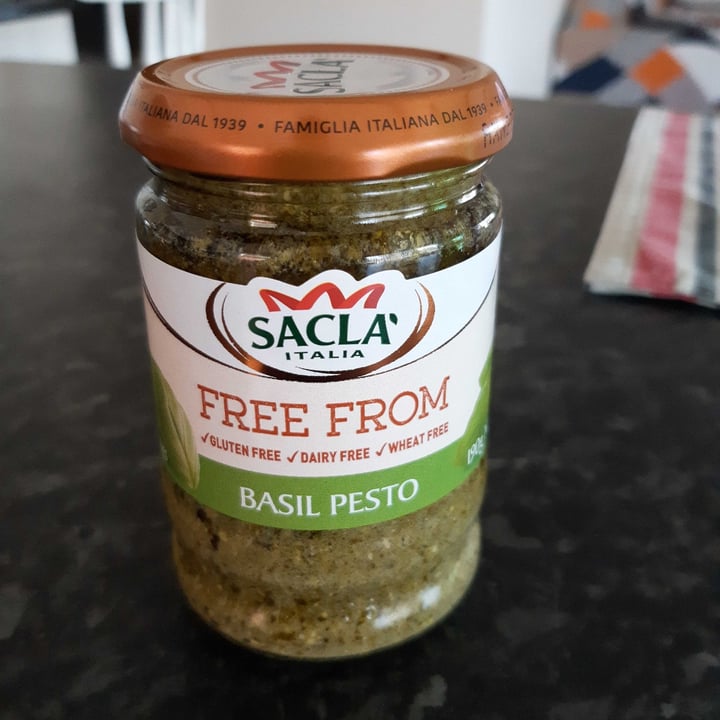 SACLA'
ITALIANA DAL 1939 • FAMIGLIA ITALIANA DAL 1939 •
SACLA'
ITALIA
FREE FROM
✓GLUTEN FREE ✓DAIRY FREE ✓WHEAT FREE
190g
BASIL PESTO